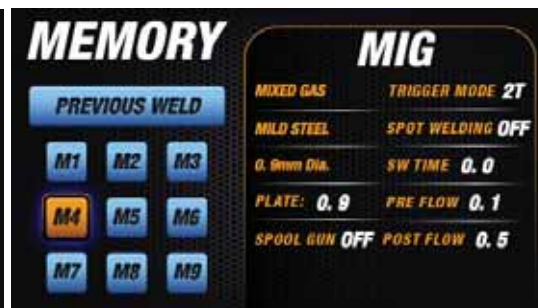 MEMORY
PREVIOUS WELD
M1 M2 M3
M4 M5 M6
M7 M8 M9
MIG
MIXED GAS TRIGGER MODE 2T
MILD STEEL SPOT WELDING OFF
0. 9mm Dia. SW TIME 0. 0
PLATE: 0. 9 PRE FLOW 0. 1
SPOOL GUN OFF POST FLOW 0. 5